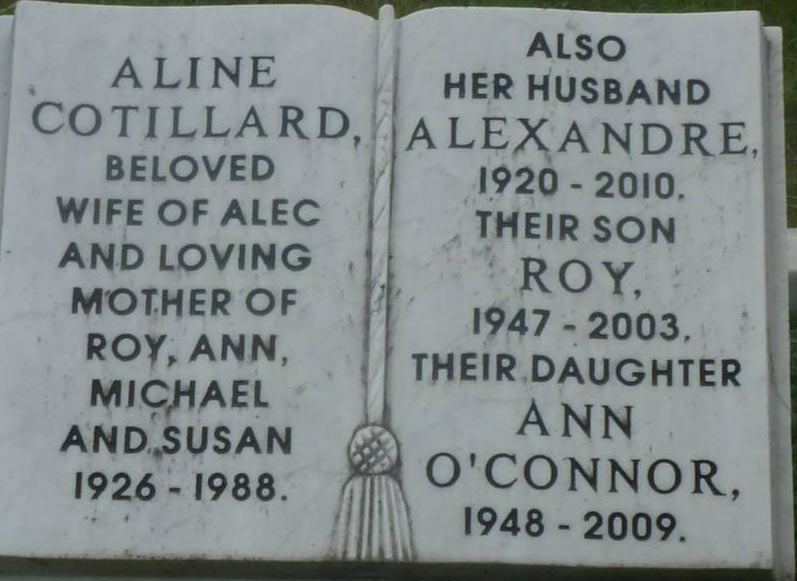 ALINE
COTILLARD,
BELOVED
WIFE OF ALEC
AND LOVING
MOTHER OF
ROY, ANN,
MICHAEL
AND SUSAN
1926 - 1988.
ALSO
HER HUSBAND
ALEXANDRE,
1920 - 2010.
THEIR SON
ROY,
1947 - 2003.
THEIR DAUGHTER
ANN
O'CONNOR,
1948 - 2009.